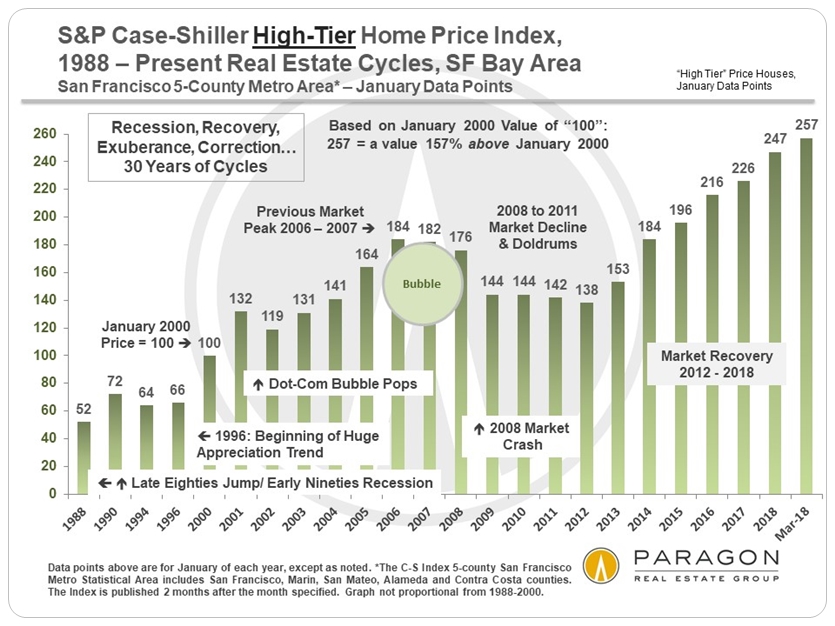 S&P Case-Shiller High-Tier Home Price Index,
1988 – Present Real Estate Cycles, SF Bay Area
San Francisco 5-County Metro Area* – January Data Points
“High Tier” Price Houses,
January Data Points
Recession, Recovery,
Exuberance, Correction…
30 Years of Cycles
Based on January 2000 Value of “100”:
257 = a value 157% above January 2000
260
240
220
200
180
160
140
120
100
80
60
40
20
0
Previous Market
Peak 2006 – 2007 ➔
2008 to 2011
Market Decline
& Doldrums
January 2000
Price = 100 ➔
Bubble
Market Recovery
2012 - 2018
🡑 Dot-Com Bubble Pops
🡐 1996: Beginning of Huge
Appreciation Trend
🡑 2008 Market
Crash
🡐 🡑 Late Eighties Jump/ Early Nineties Recession
52
72
64
66
100
132
119
131
141
164
184
182
176
144
144
142
138
153
184
196
216
226
247
257
1988
1990
1994
1996
2000
2001
2002
2003
2004
2005
2006
2007
2008
2009
2010
2011
2012
2013
2014
2015
2016
2017
2018
Mar-18
Data points above are for January of each year, except as noted. *The C-S Index 5-county San Francisco
Metro Statistical Area includes San Francisco, Marin, San Mateo, Alameda and Contra Costa counties.
The Index is published 2 months after the month specified. Graph not proportional from 1988-2000.
PARAGON
REAL ESTATE GROUP